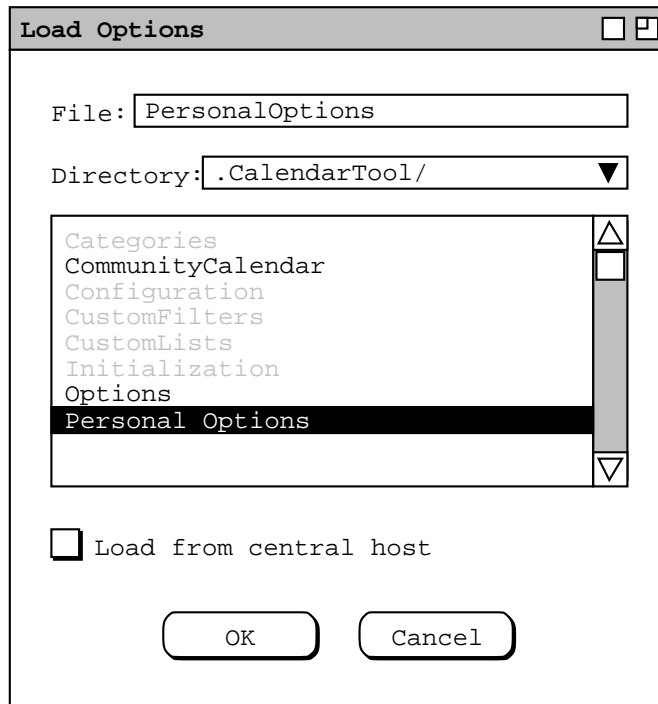 Load Options
File: PersonalOptions
Directory: .CalendarTool/
Categories
CommunityCalendar
Configuration
CustomFilters
CustomLists
Initialization
Options
Personal Options
Load from central host
OK Cancel